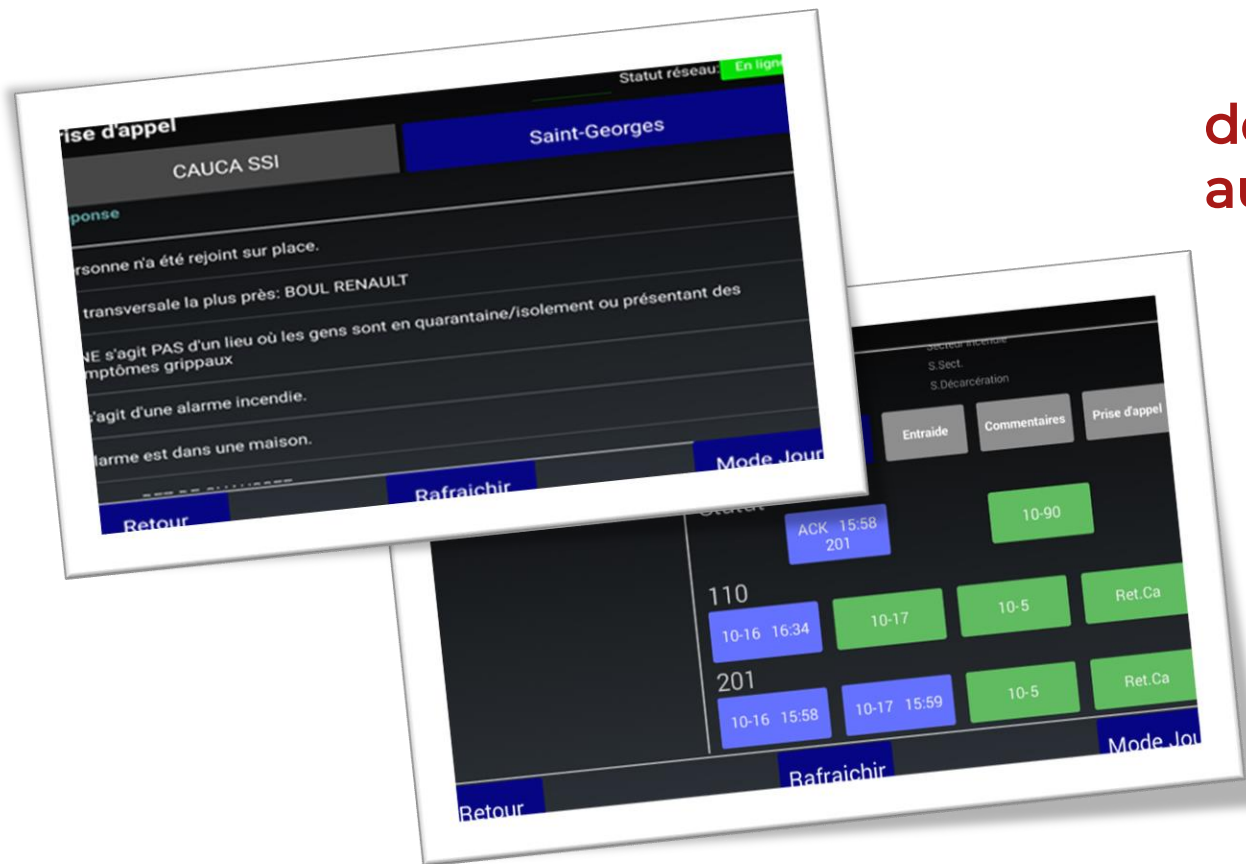 Statut réseau: En ligne
rise d'appel
CAUCA SSI
Saint-Georges
ponse
ersonne n'a été rejoint sur place.
transversale la plus près: BOUL RENAULT
NE s'agit PAS d'un lieu où les gens sont en quarantaine/isolement ou présentant des
mptômes grippaux
s'agit d'une alarme incendie.
larme est dans une maison.
Retour
Rafraichir
Mode Jour
de
au
Secteur incendie
S.Sect.
S.Décarcération
Entraide
Commentaires
Prise d'appel
Statut
ACK 15:58
201
10-90
110
10-16 16:34
10-17
10-5
Ret.Ca
201
10-16 15:58
10-17 15:59
10-5
Ret.Ca
Retour
Rafraichir
Mode Jou